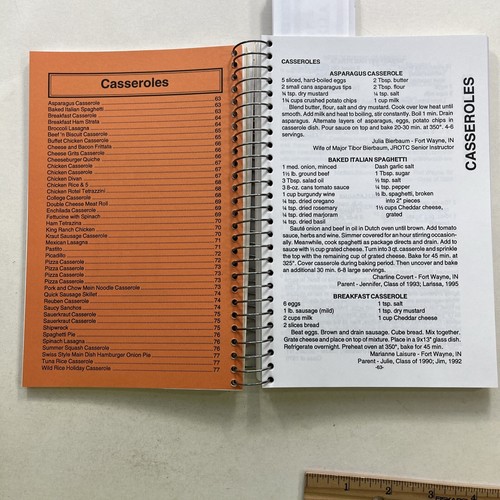 Casseroles
Asparagus Casserole 63
Baked Italian Spaghetti 63
Breakfast Casserole 63
Breakfast Ham Strata 64
Broccoli Lasagna 65
Beef 'n Biscuit Casserole 65
Buffet Chicken Casserole 66
Cheese and Bacon Frittata 66
Cheese Grits Casserole 66
Cheeseburger Quiche 66
Chicken Casserole 67
Chicken Casserole 67
Chicken Divan 67
Chicken Rice & 5 68
Chicken Rotel Tetrazzini 68
College Casserole 68
Double Cheese Meat Roll 69
Enchilada Casserole 69
Fettucine with Spinach 69
Ham Tetrazina 70
King Ranch Chicken 70
Kraut Sausage Casserole 70
Mexican Lasagna 71
Pastito 71
Picadillo 72
Pizza Casserole 72
Pizza Casserole 73
Pizza Casserole 73
Pizza Casserole 73
Pork and Chow Mein Noodle Casserole 73
Quick Sausage Skillet 74
Reuben Casserole 74
Saucy Sanchos 74
Sauerkraut Casserole 75
Sauerkraut Casserole 75
Shipwreck 75
Spaghetti Pie 76
Spinach Lasagna 76
Summer Squash Casserole 76
Swiss Style Main Dish Hamburger Onion Pie 77
Tuna Rice Casserole 77
Wild Rice Holiday Casserole 77
CASSEROLES
ASPARAGUS CASSEROLE
5 sliced, hard-boiled eggs 2 Tbsp. butter
2 small cans asparagus tips 2 Tbsp. flour
¼ tsp. dry mustard ¼ tsp. salt
1¾ cups crushed potato chips 1 cup milk
Blend butter, flour, salt and dry mustard. Cook over low heat until
smooth. Add milk and heat to boiling, stir constantly. Boil 1 min. Drain
asparagus. Alternate layers of asparagus, eggs, potato chips in
casserole dish. Pour sauce on top and bake 20-30 min. at 350°. 4-6
servings.
Julia Bierbaum - Fort Wayne, IN
Wife of Major Tibor Bierbaum, JROTC Senior Instructor
BAKED ITALIAN SPAGHETTI
1 med. onion, minced Dash garlic salt
1½ lb. ground beef 1 Tbsp. sugar
3 Tbsp. salad oil ½ tsp. salt
3 8-oz. cans tomato sauce ¼ tsp. pepper
1 cup burgundy wine ½ lb. spaghetti, broken
¼ tsp. dried oregano into 2" pieces
¼ tsp. dried rosemary 1½ cups Cheddar cheese,
¼ tsp. dried marjoram grated
¼ tsp. dried basil
Sauté onion and beef in oil in Dutch oven until brown. Add tomato
sauce, herbs and wine. Simmer covered for an hour stirring occasion-
ally. Meanwhile, cook spaghetti as package directs and drain. Add to
sauce with ½ cup grated cheese. Turn into 3 qt. casserole and sprinkle
the top with the remaining cup of grated cheese. Bake for 45 min. at
325°. Cover casserole during baking period. Then uncover and bake
an additional 30 min. 6-8 large servings.
Charline Covert - Fort Wayne, IN
Parent - Jennifer, Class of 1993; Larissa, 1995
BREAKFAST CASSEROLE
6 eggs 1 tsp. salt
1 lb. sausage (mild) 1 tsp. dry mustard
2 cups milk 1 cup Cheddar cheese
2 slices bread
Beat eggs. Brown and drain sausage. Cube bread. Mix together.
Grate cheese and place on top of mixture. Place in a 9x13" glass dish.
Refrigerate overnight. Preheat oven at 350°, bake for 45 min.
Marianne Laisure - Fort Wayne, IN
Parent - Julie, Class of 1990; Jim, 1992
-63-
CASSEROLES
1 2 3